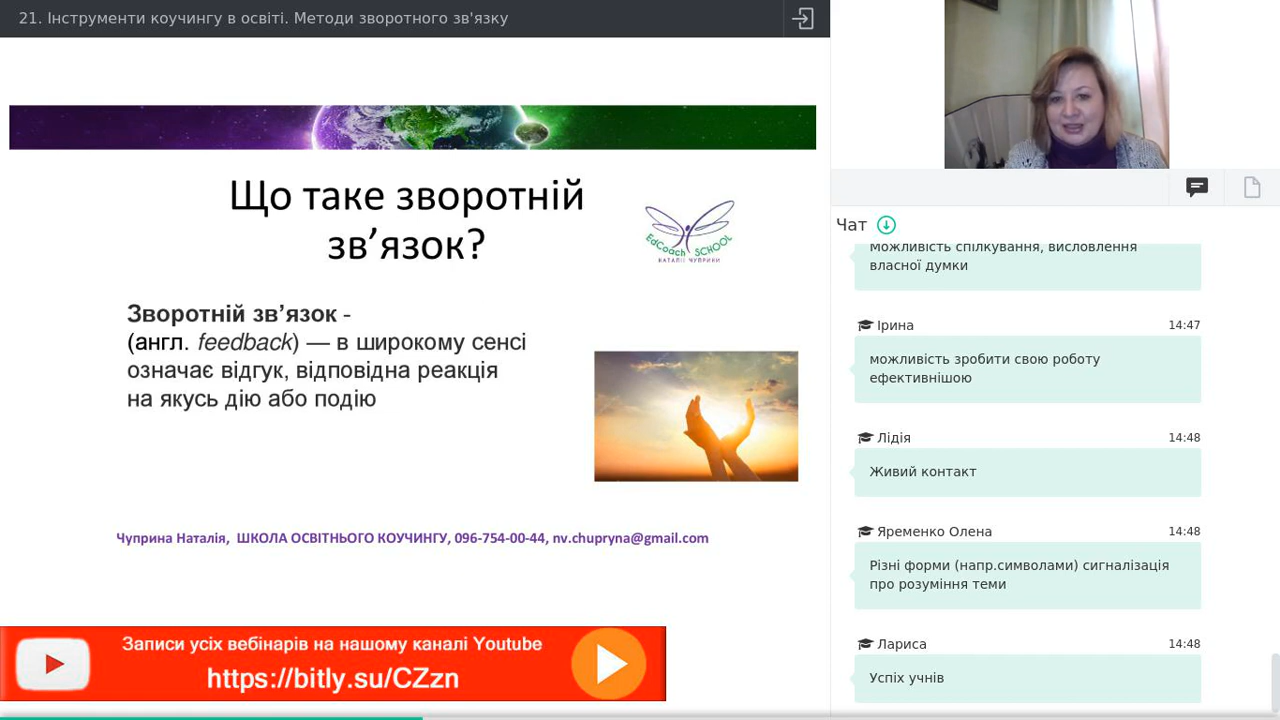 21. Інструменти коучингу в освіті. Методи зворотного зв'язку
Що таке зворотній
зв’язок?
EdCoach SCHOOL
НАТАЛІЇ ЧУПРИНИ
Зворотній зв’язок -
(англ. feedback) — в широкому сенсі
означає відгук, відповідна реакція
на якусь дію або подію
Чуприна Наталія, ШКОЛА ОСВІТНЬОГО КОУЧИНГУ, 096-754-00-44, nv.chupryna@gmail.com
Записи усіх вебінарів на нашому каналі Youtube
https://bitly.su/CZzn
Чат
Можливість спілкування, висловлення
власної думки
Ірина 14:47
можливість зробити свою роботу
ефективнішою
Лідія 14:48
Живий контакт
Яременко Олена 14:48
Різні форми (напр.символами) сигналізація
про розуміння теми
Лариса 14:48
Успіх учнів